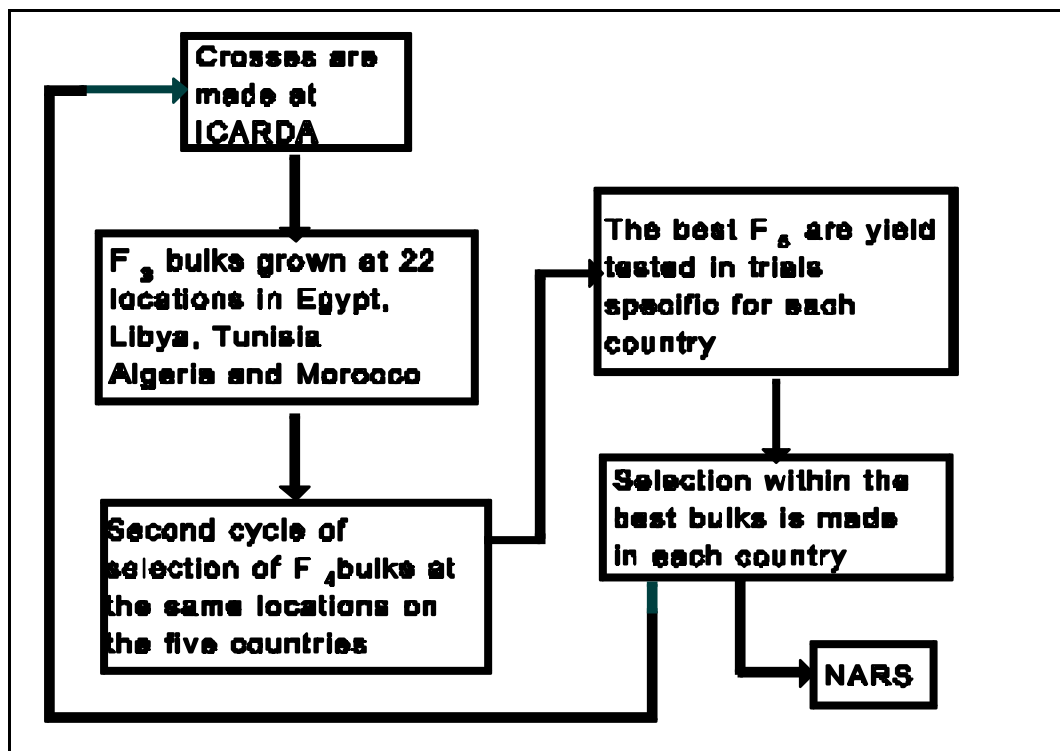 Crosses are
made at
ICARDA
F 3 bulks grown at 22
locations in Egypt,
Libya, Tunisia
Algeria and Morocco
Second cycle of
selection of F 4 bulks at
the same locations on
the five countries
The best F 5 are yield
tested in trials
specific for each
country
Selection within the
best bulks is made
in each country
NARS